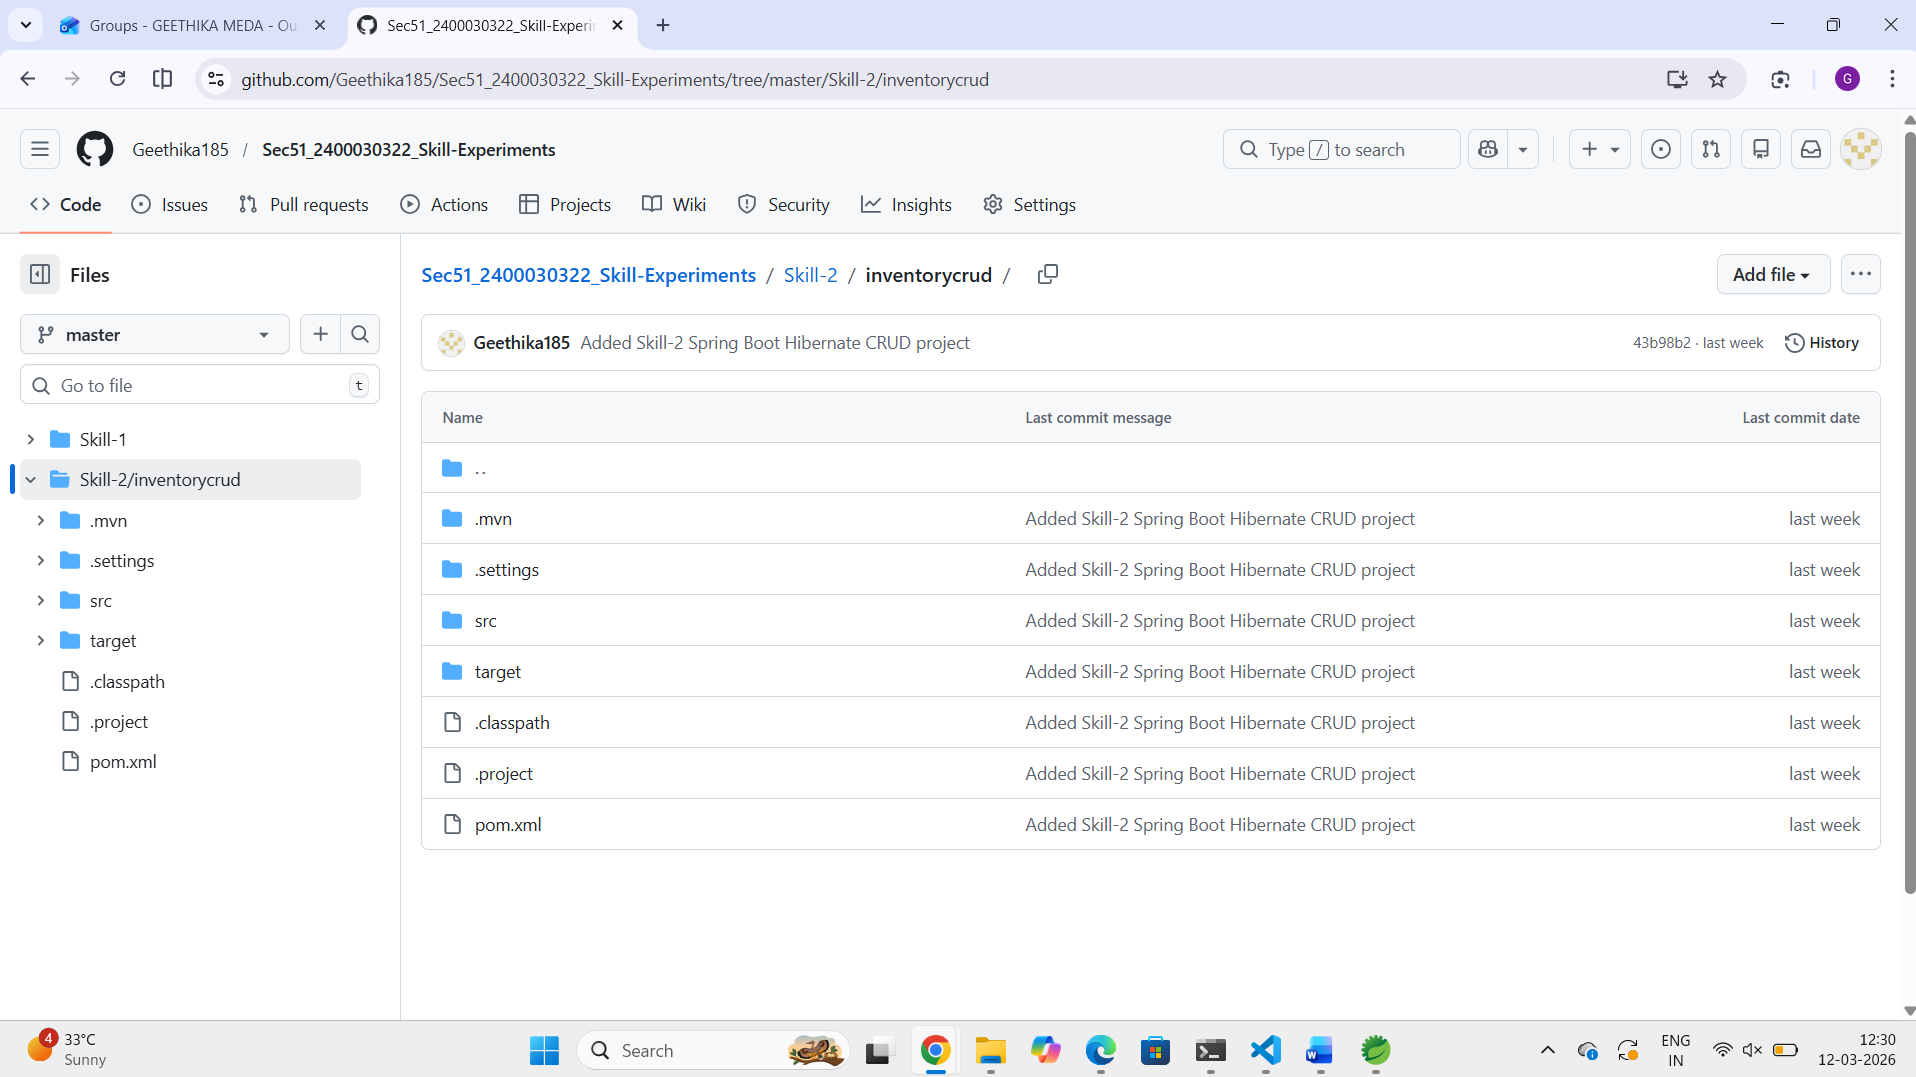 Groups - GEETHIKA MEDA - Ou
Sec51_2400030322_Skill-Experin
github.com/Geethika185/Sec51_2400030322_Skill-Experiments/tree/master/Skill-2/inventorycrud
G
Geethika185 / Sec51_2400030322_Skill-Experiments
Type / to search
Code
Issues
Pull requests
Actions
Projects
Wiki
Security
Insights
Settings
Files
master
Go to file
t
Skill-1
Skill-2/inventorycrud
.mvn
.settings
src
target
.classpath
.project
pom.xml
Sec51_2400030322_Skill-Experiments / Skill-2 / inventorycrud /
Add file
Geethika185 Added Skill-2 Spring Boot Hibernate CRUD project
43b98b2 · last week
History
Name Last commit message Last commit date
..
.mvn Added Skill-2 Spring Boot Hibernate CRUD project last week
.settings Added Skill-2 Spring Boot Hibernate CRUD project last week
src Added Skill-2 Spring Boot Hibernate CRUD project last week
target Added Skill-2 Spring Boot Hibernate CRUD project last week
.classpath Added Skill-2 Spring Boot Hibernate CRUD project last week
.project Added Skill-2 Spring Boot Hibernate CRUD project last week
pom.xml Added Skill-2 Spring Boot Hibernate CRUD project last week
4
33°C
Sunny
Search
W
ENG
IN
12:30
12-03-2026